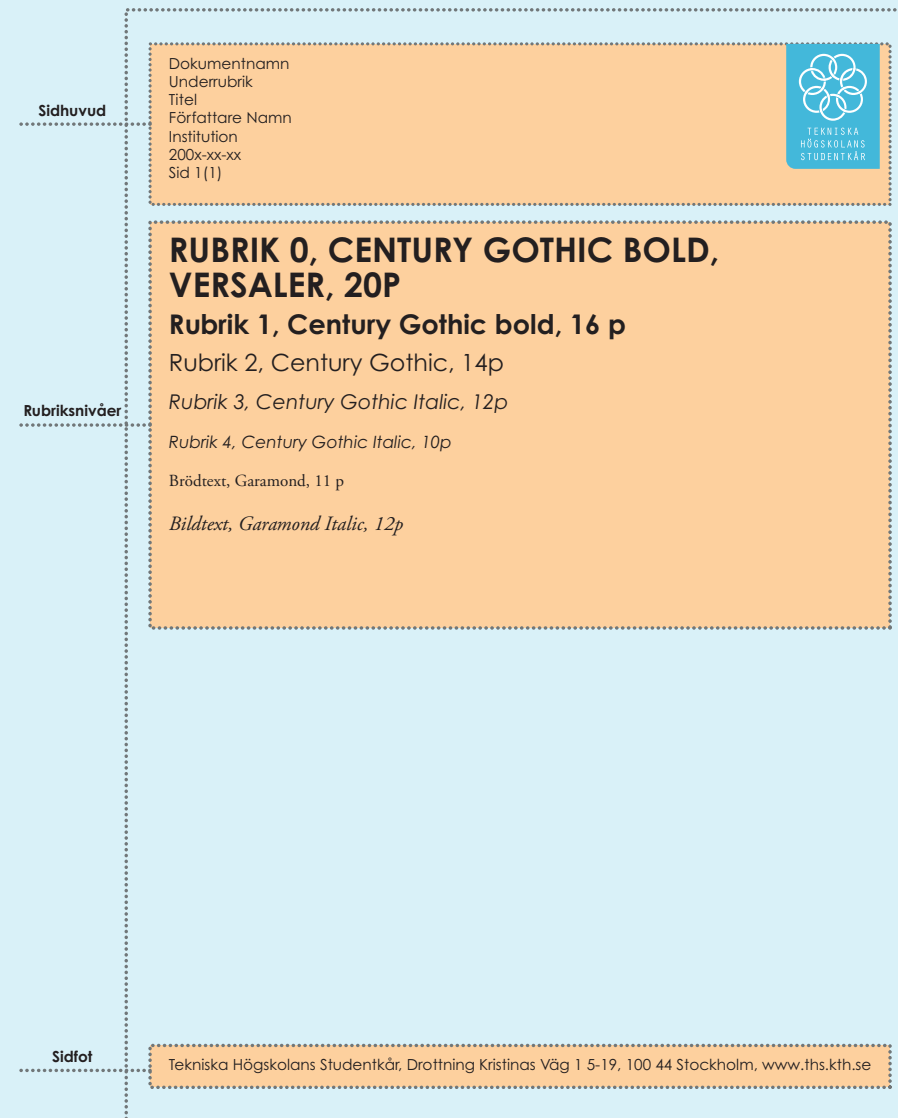 Sidhuvud
Dokumentnamn
Underrubrik
Titel
Författare Namn
Institution
200x-xx-xx
Sid 1(1)
TEKNISKA
HÖGSKOLANS
STUDENTKÅR
RUBRIK 0, CENTURY GOTHIC BOLD,
VERSALER, 20P
Rubrik 1, Century Gothic bold, 16 p
Rubrik 2, Century Gothic, 14p
Rubriksnivåer
Rubrik 3, Century Gothic Italic, 12p
Rubrik 4, Century Gothic Italic, 10p
Brödtext, Garamond, 11 p
Bildtext, Garamond Italic, 12p
Sidfot
Tekniska Högskolans Studentkår, Drottning Kristinas Väg 1 5-19, 100 44 Stockholm, www.ths.kth.se